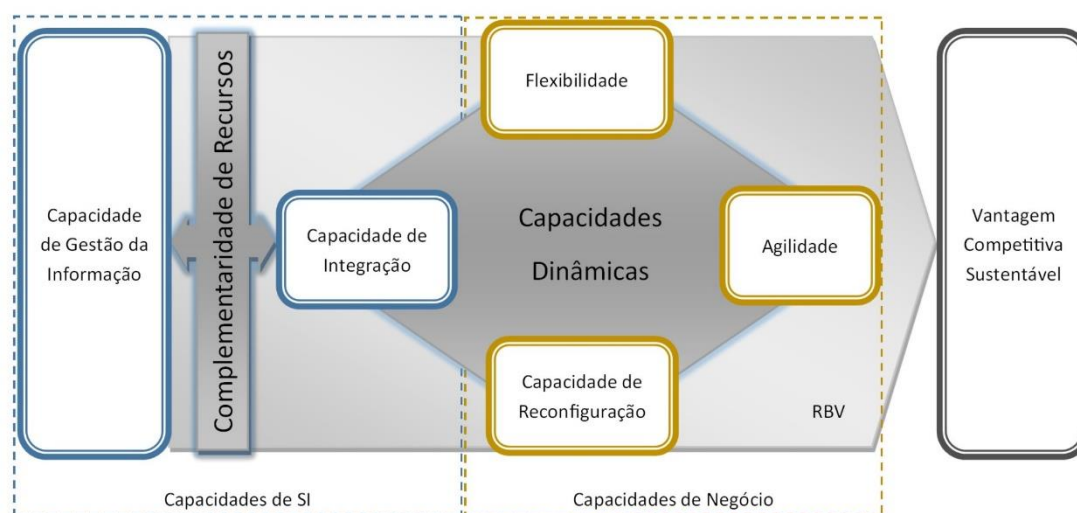 Capacidade
de Gestão da
Informação
Complementaridade de Recursos
Capacidade de
Integração
Flexibilidade
Capacidades
Dinâmicas
Agilidade
Capacidade de
Reconfiguração
RBV
Vantagem
Competitiva
Sustentável
Capacidades de SI
Capacidades de Negócio